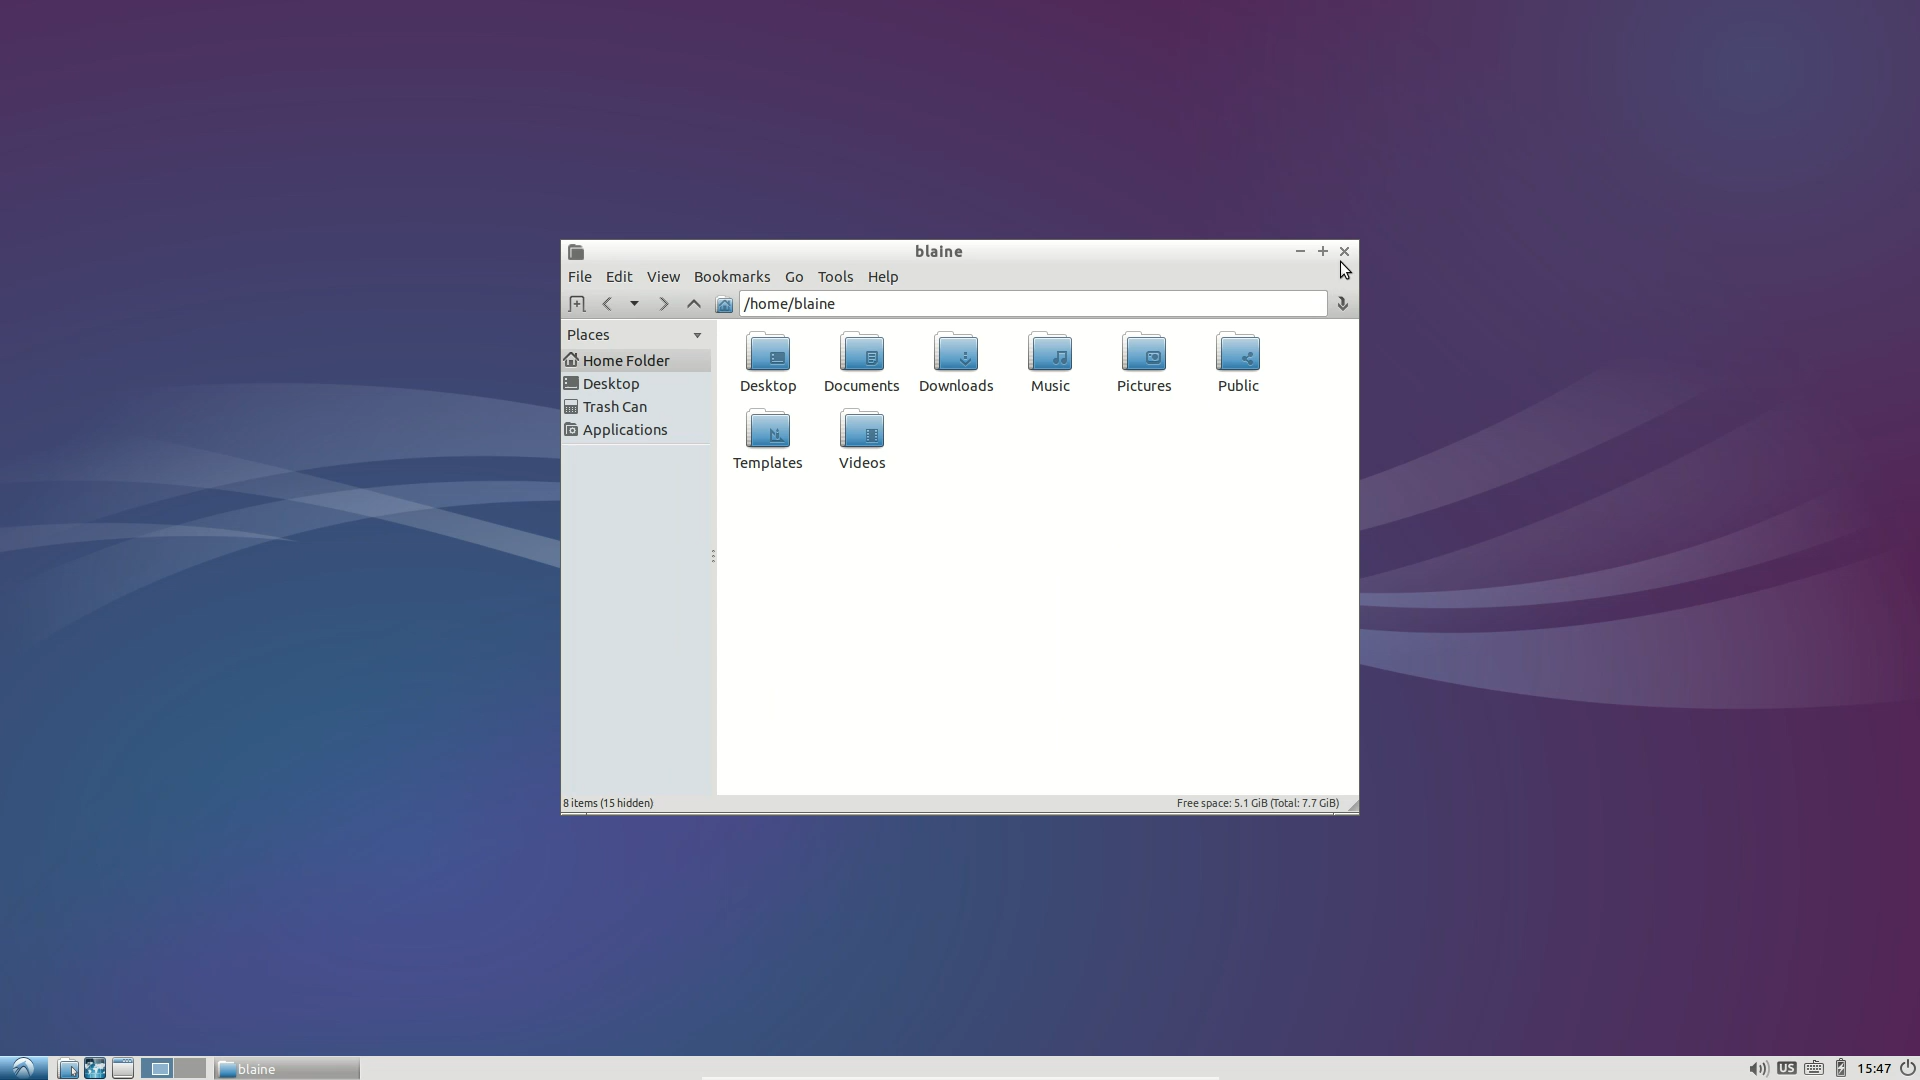 blaine
File Edit View Bookmarks Go Tools Help
/home/blaine
Places
Home Folder
Desktop
Trash Can
Applications
Desktop Documents Downloads Music Pictures Public
Templates Videos
8 items (15 hidden) Free space: 5.1 GiB (Total: 7.7 GiB)
blaine US 15:47